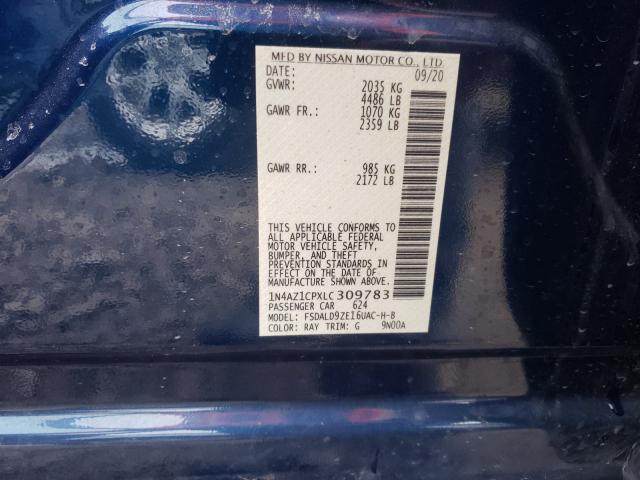 MFD BY NISSAN MOTOR CO., LTD.
DATE: 09/20
GVWR: 2035 KG
4486 LB
GAWR FR.: 1070 KG
2359 LB
GAWR RR.: 985 KG
2172 LB
THIS VEHICLE CONFORMS TO
ALL APPLICABLE FEDERAL
MOTOR VEHICLE SAFETY,
BUMPER, AND THEFT
PREVENTION STANDARDS IN
EFFECT ON THE DATE OF
MANUFACTURE SHOWN ABOVE.
1N4AZ1CPXLC 309783
PASSENGER CAR 624
MODEL: FSDALD9ZE16UAC-H-B
COLOR: RAY TRIM: G 9N00A